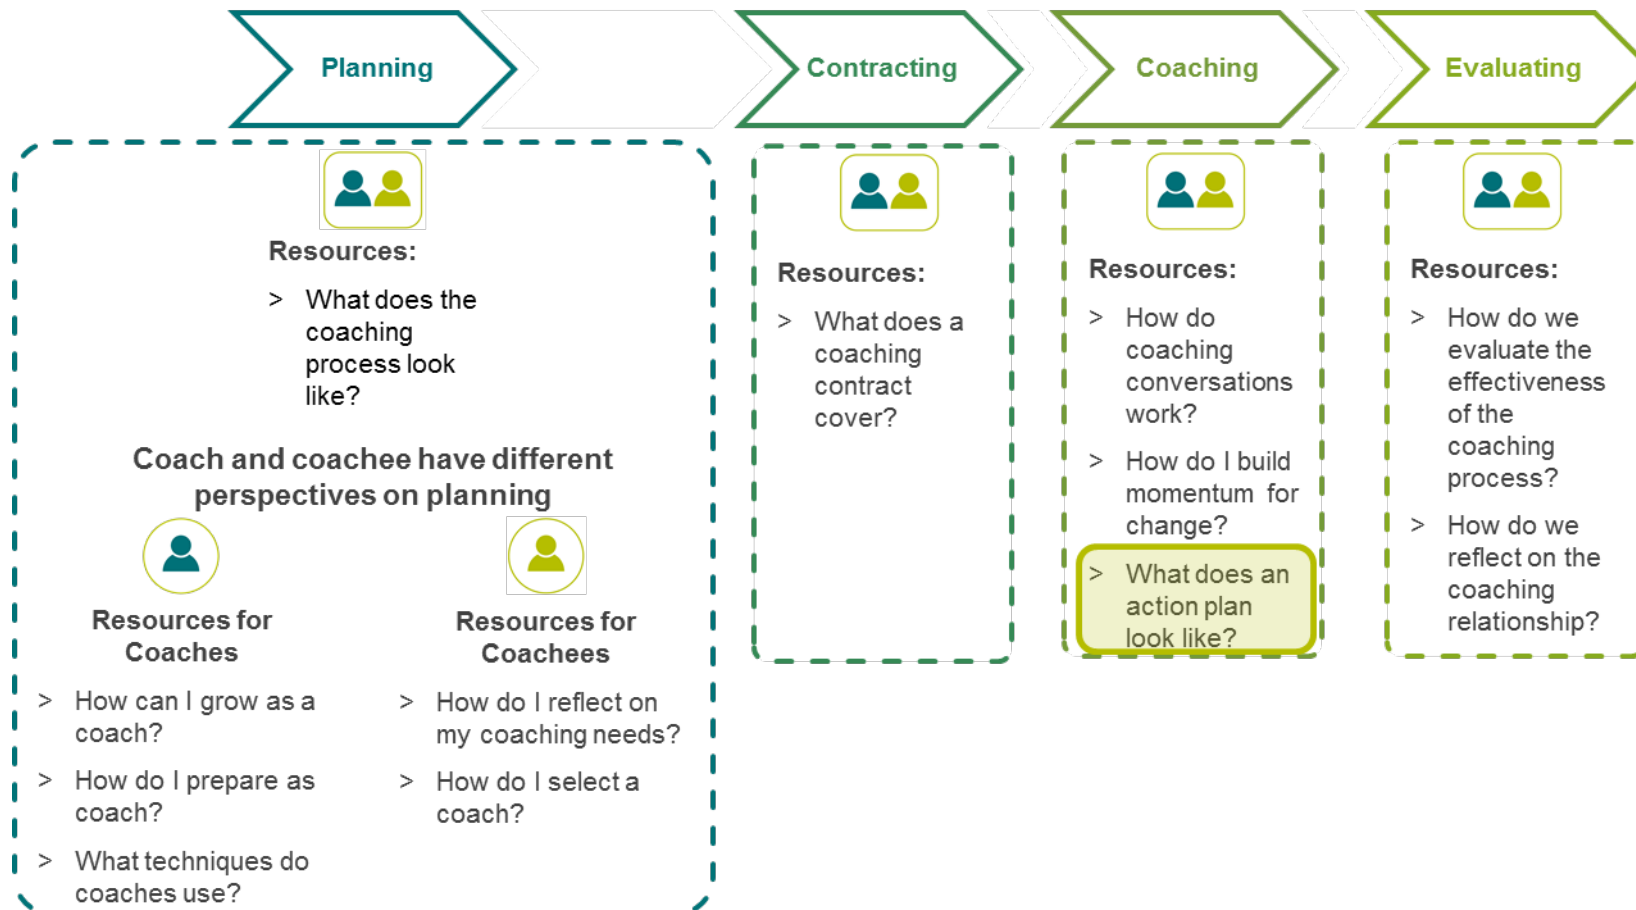 Planning
Contracting
Coaching
Evaluating
Resources:
> What does the
coaching
process look
like?
Coach and coachee have different
perspectives on planning
Resources for
Coaches
> How can I grow as a
coach?
> How do I prepare as
coach?
> What techniques do
coaches use?
Resources for
Coachees
> How do I reflect on
my coaching needs?
> How do I select a
coach?
Resources:
> What does a
coaching
contract
cover?
Resources:
> How do
coaching
conversations
work?
> How do I build
momentum for
change?
> What does an
action plan
look like?
Resources:
> How do we
evaluate the
effectiveness
of the
coaching
process?
> How do we
reflect on the
coaching
relationship?